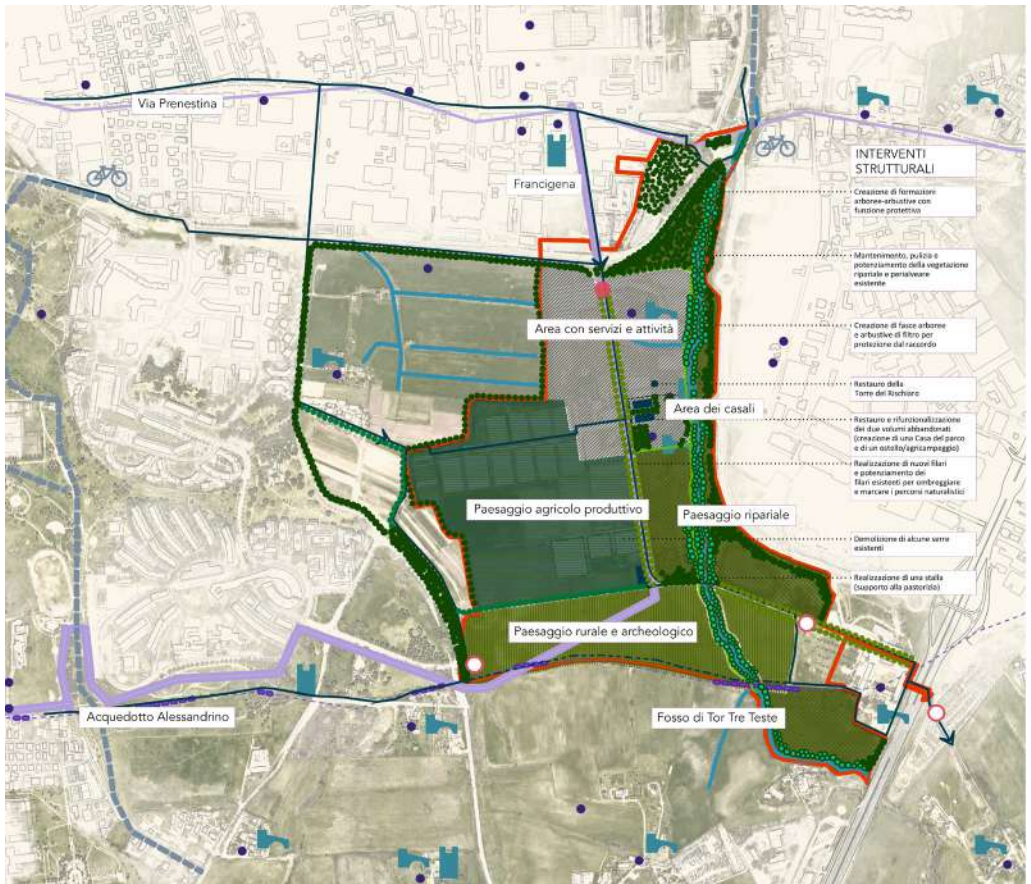 Via Prenestina
Francigena
Area con servizi e attività
Area dei casali
Paesaggio agricolo produttivo
Paesaggio ripariale
Paesaggio rurale e archeologico
Acquedotto Alessandrino
Fosso di Tor Tre Teste
INTERVENTI
STRUTTURALI
Creazione di formazioni
arboree-arbustive con
funzione protettiva
Mantenimento, pulizia e
potenziamento della vegetazione
ripariale e perialveare
esistente
Creazione di fasce arboree
e arbustive di filtro per
protezione dal raccordo
Restauro della
Torre del Rischiaro
Restauro e rifunzionalizzazione
dei due volumi abbandonati
(creazione di una Casa del parco
e di un ostello/agricampeggio)
Realizzazione di nuovi filari
e potenziamento dei
filari esistenti per ombreggiare
e marcare i percorsi naturalistici
Demolizione di alcune serre
esistenti
Realizzazione di una stalla
(supporto alla pastorizia)